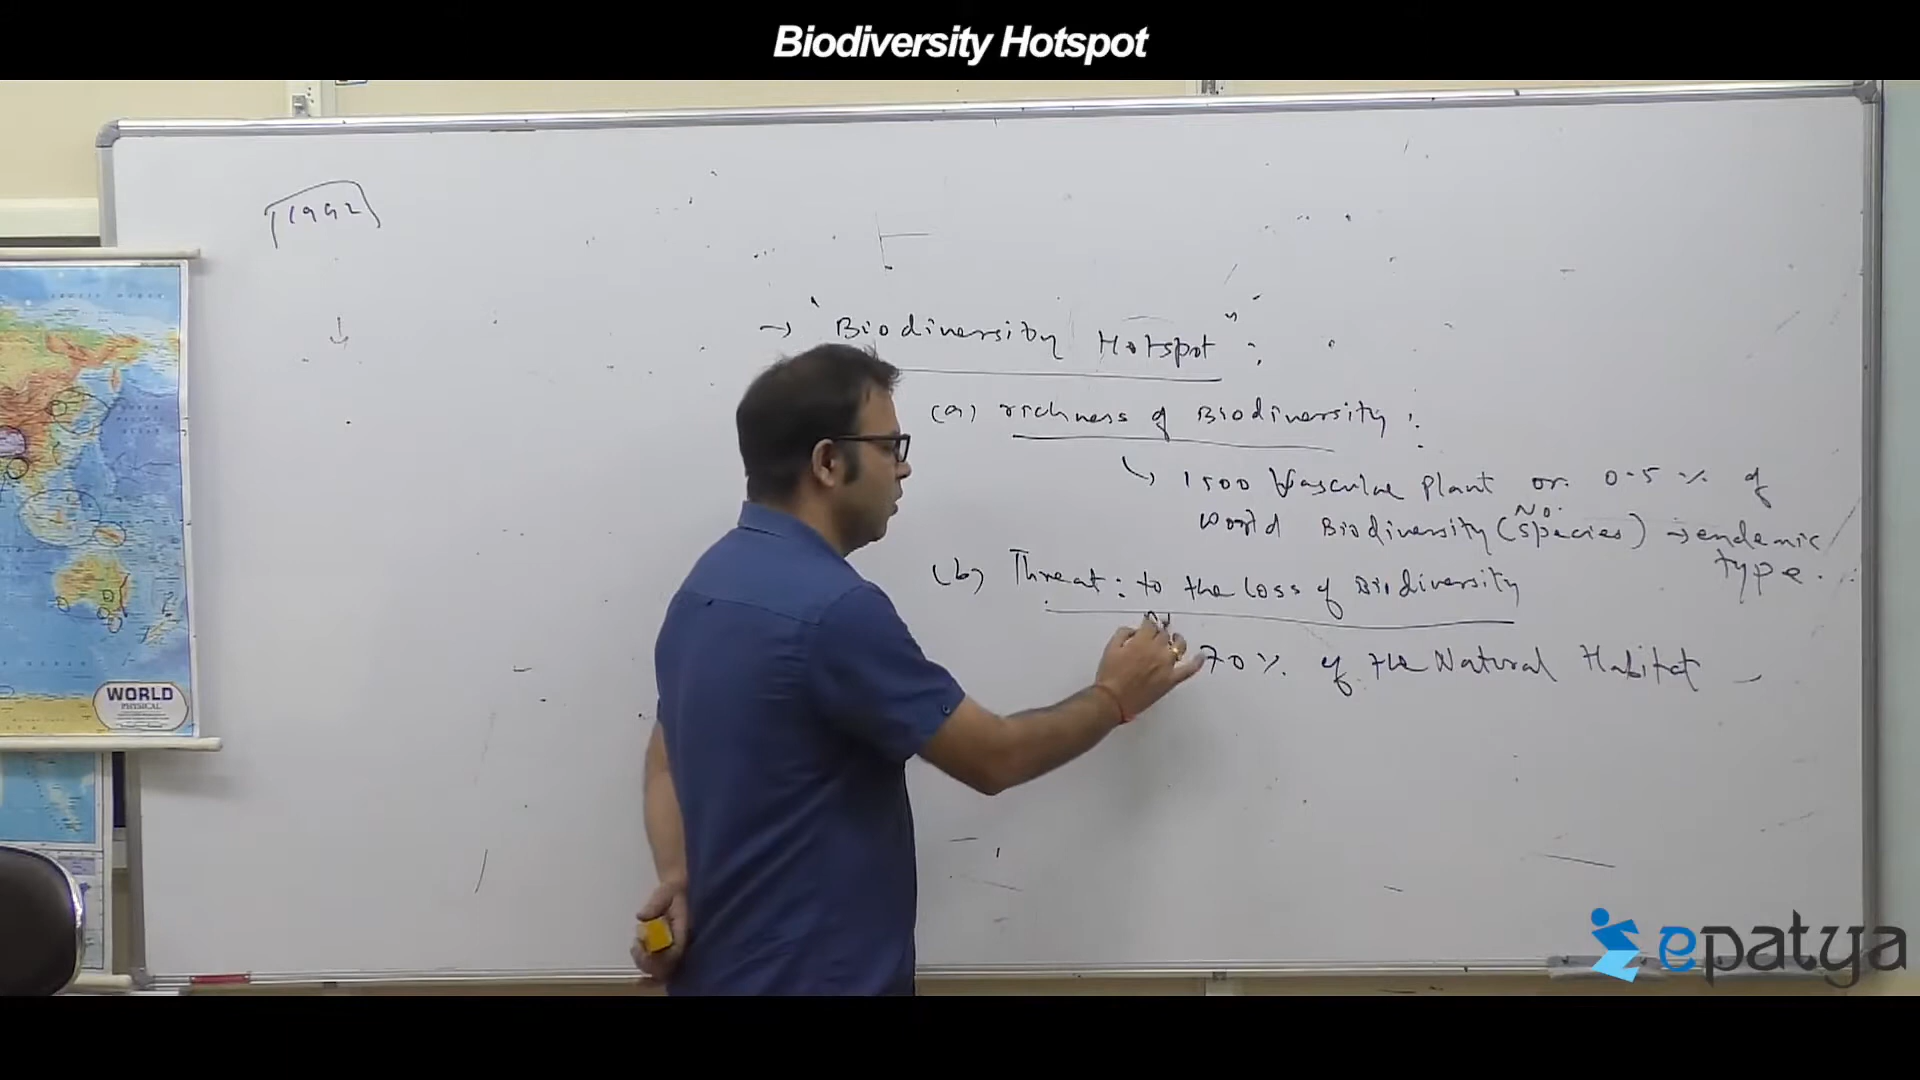 Biodiversity Hotspot
1992
→ "Biodiversity Hotspot" :
(a) richness of Biodiversity :
1500 Vascular plant or 0.5 % of
World Biodiversity (No. Species) → endemic
type.
(b) Threat : to the loss of Biodiversity
70% of the Natural Habitat
WORLD
PHYSICAL
epatya